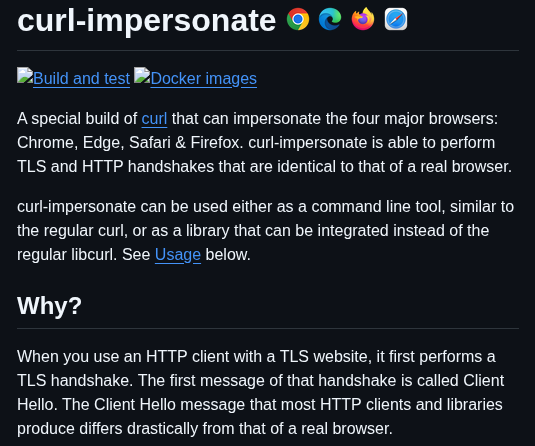 curl-impersonate
Build and test Docker images
A special build of curl that can impersonate the four major browsers:
Chrome, Edge, Safari & Firefox. curl-impersonate is able to perform
TLS and HTTP handshakes that are identical to that of a real browser.
curl-impersonate can be used either as a command line tool, similar to
the regular curl, or as a library that can be integrated instead of the
regular libcurl. See Usage below.
Why?
When you use an HTTP client with a TLS website, it first performs a
TLS handshake. The first message of that handshake is called Client
Hello. The Client Hello message that most HTTP clients and libraries
produce differs drastically from that of a real browser.